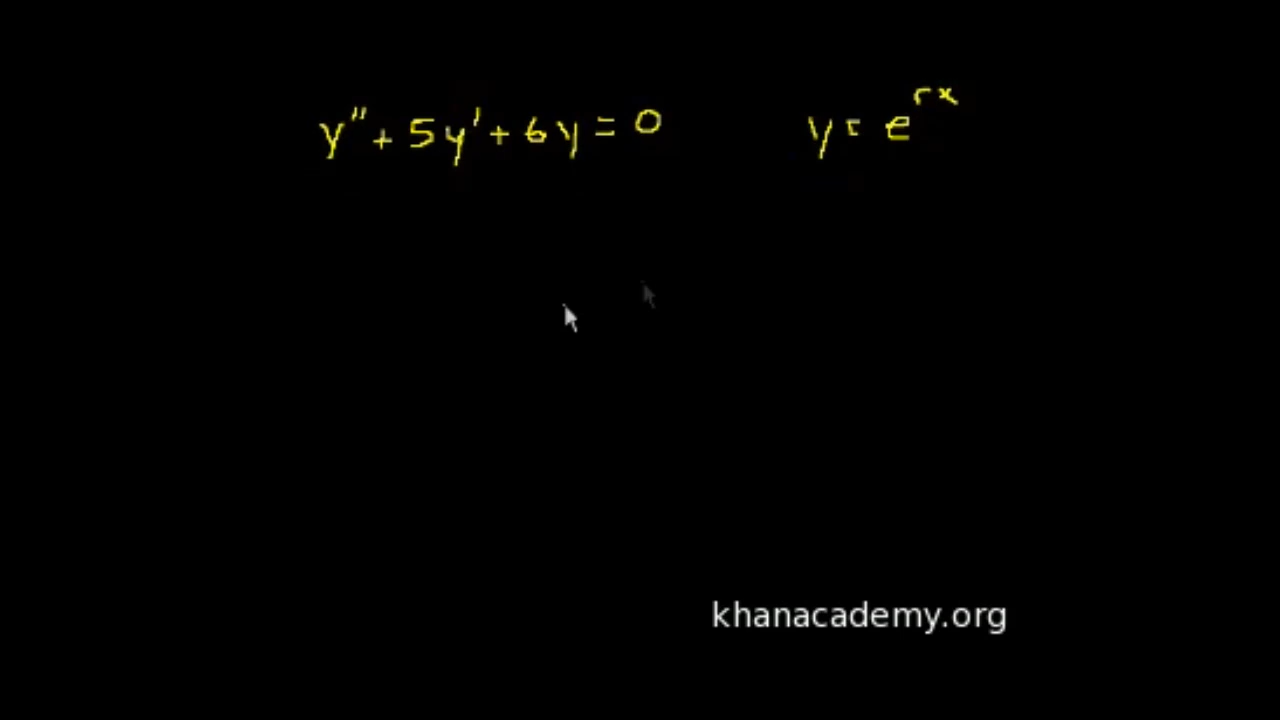 y'' + 5y' + 6y = 0 y = e^{rx}
khanacademy.org